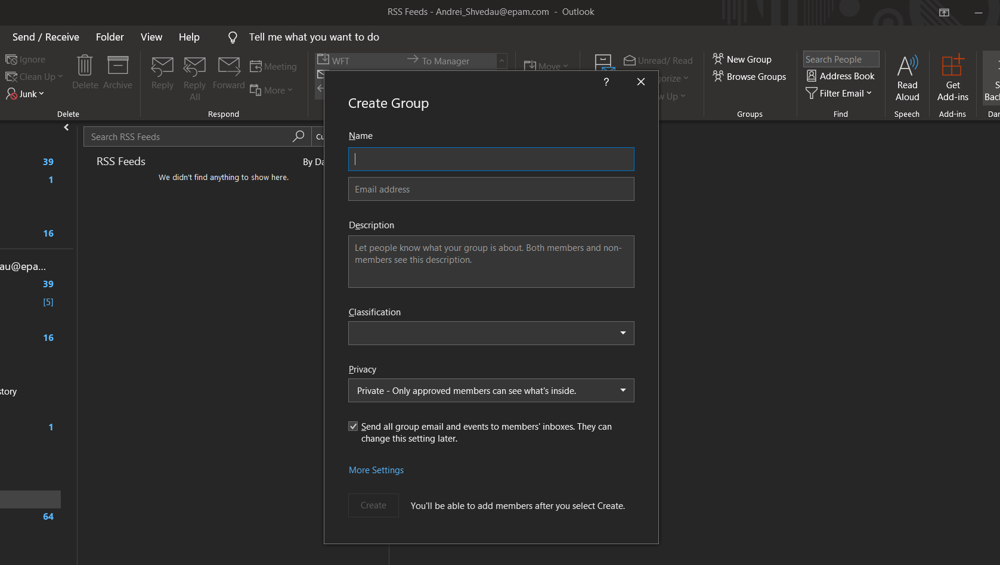 RSS Feeds - Andrei_Shvedau@epam.com - Outlook
Send / Receive Folder View Help Tell me what you want to do
Ignore
Clean Up
Junk
Delete Archive
Delete
Reply
Reply All
Forward
Meeting
More
Respond
WFT To Manager
Move
Unread/ Read
gorize
w Up
New Group
Browse Groups
Groups
Search People
Address Book
Filter Email
Find
Read Aloud
Speech
Get Add-ins
Add-ins
S
Bac
Dar
39
1
16
au@epa...
39
[5]
16
story
1
64
Search RSS Feeds Cu
RSS Feeds By Da
We didn't find anything to show here.
?
Create Group
Name
Email address
Description
Let people know what your group is about. Both members and non-
members see this description.
Classification
Privacy
Private - Only approved members can see what's inside.
Send all group email and events to members' inboxes. They can
change this setting later.
More Settings
Create You'll be able to add members after you select Create.